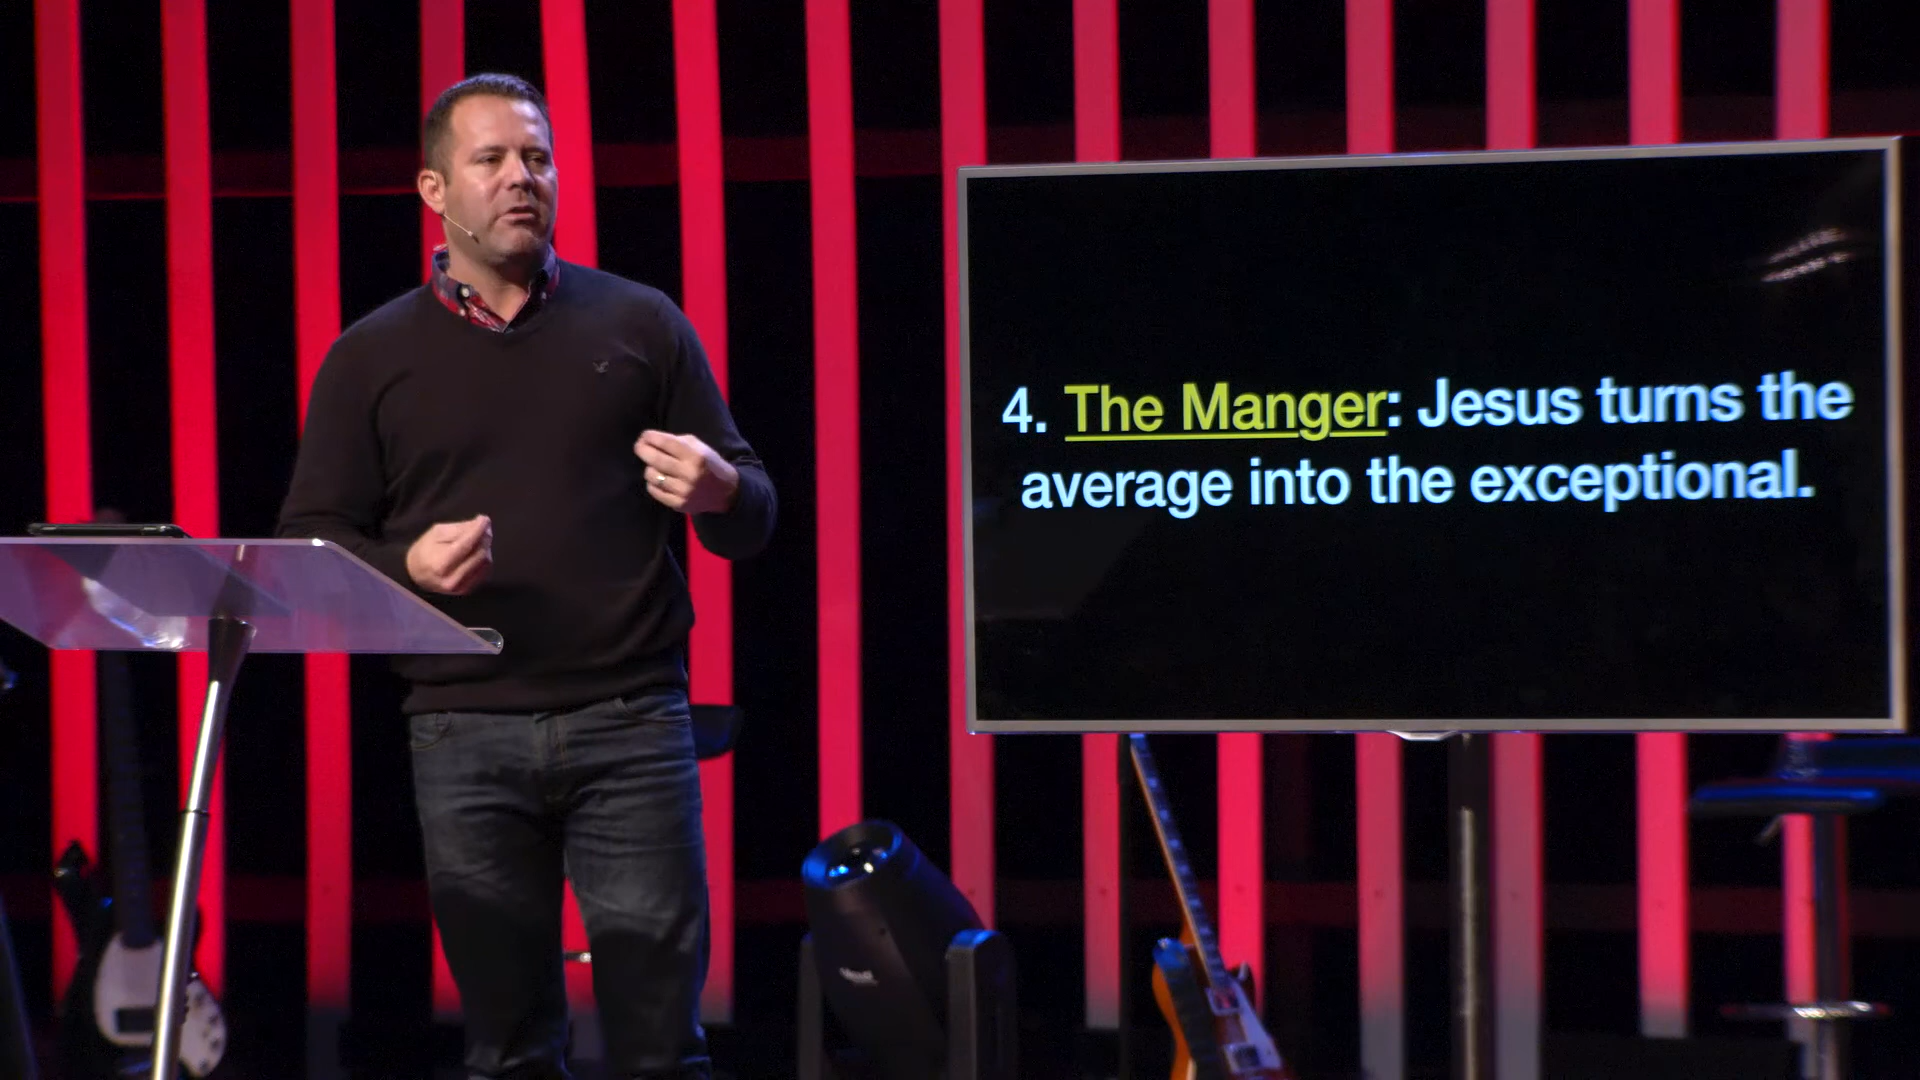 4. The Manger: Jesus turns the
average into the exceptional.